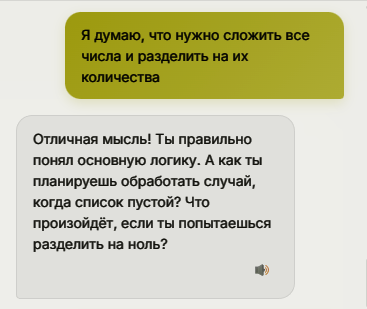 Я думаю, что нужно сложить все
числа и разделить на их
количества
Отличная мысль! Ты правильно
понял основную логику. А как ты
планируешь обработать случай,
когда список пустой? Что
произойдёт, если ты попытаешься
разделить на ноль?